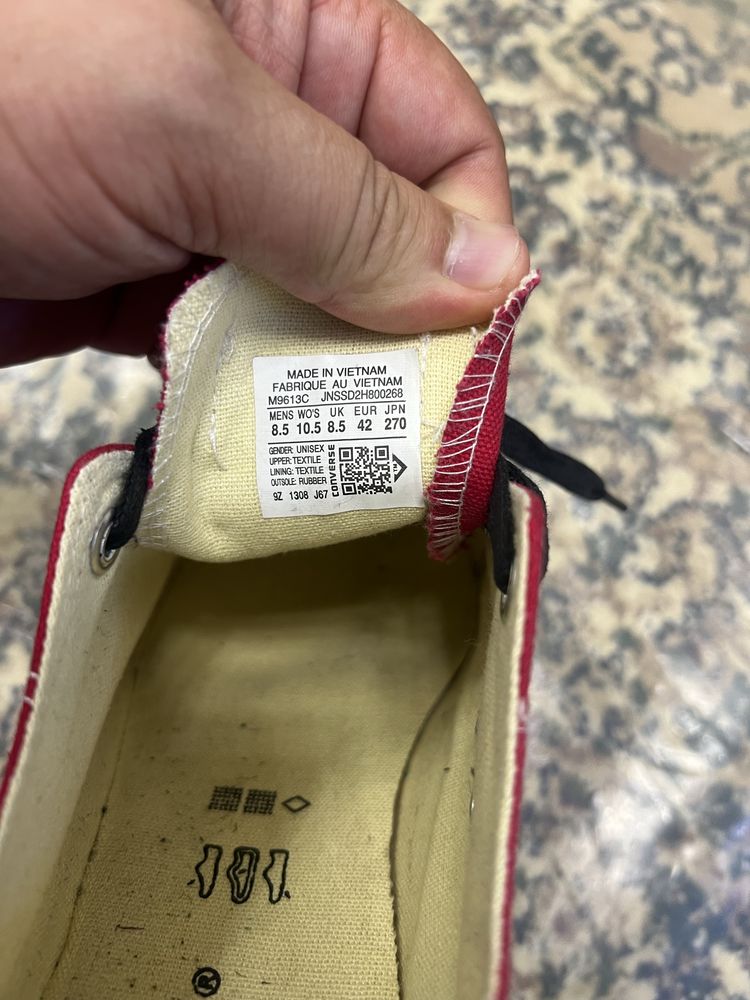 MADE IN VIETNAM
FABRIQUE AU VIETNAM
M9613C JNSSD2H800268
MENS WO'S UK EUR JPN
8.5 10.5 8.5 42 270
GENDER: UNISEX
UPPER: TEXTILE
LINING: TEXTILE
OUTSOLE: RUBBER
CONVERSE
9Z 1308 J67
®